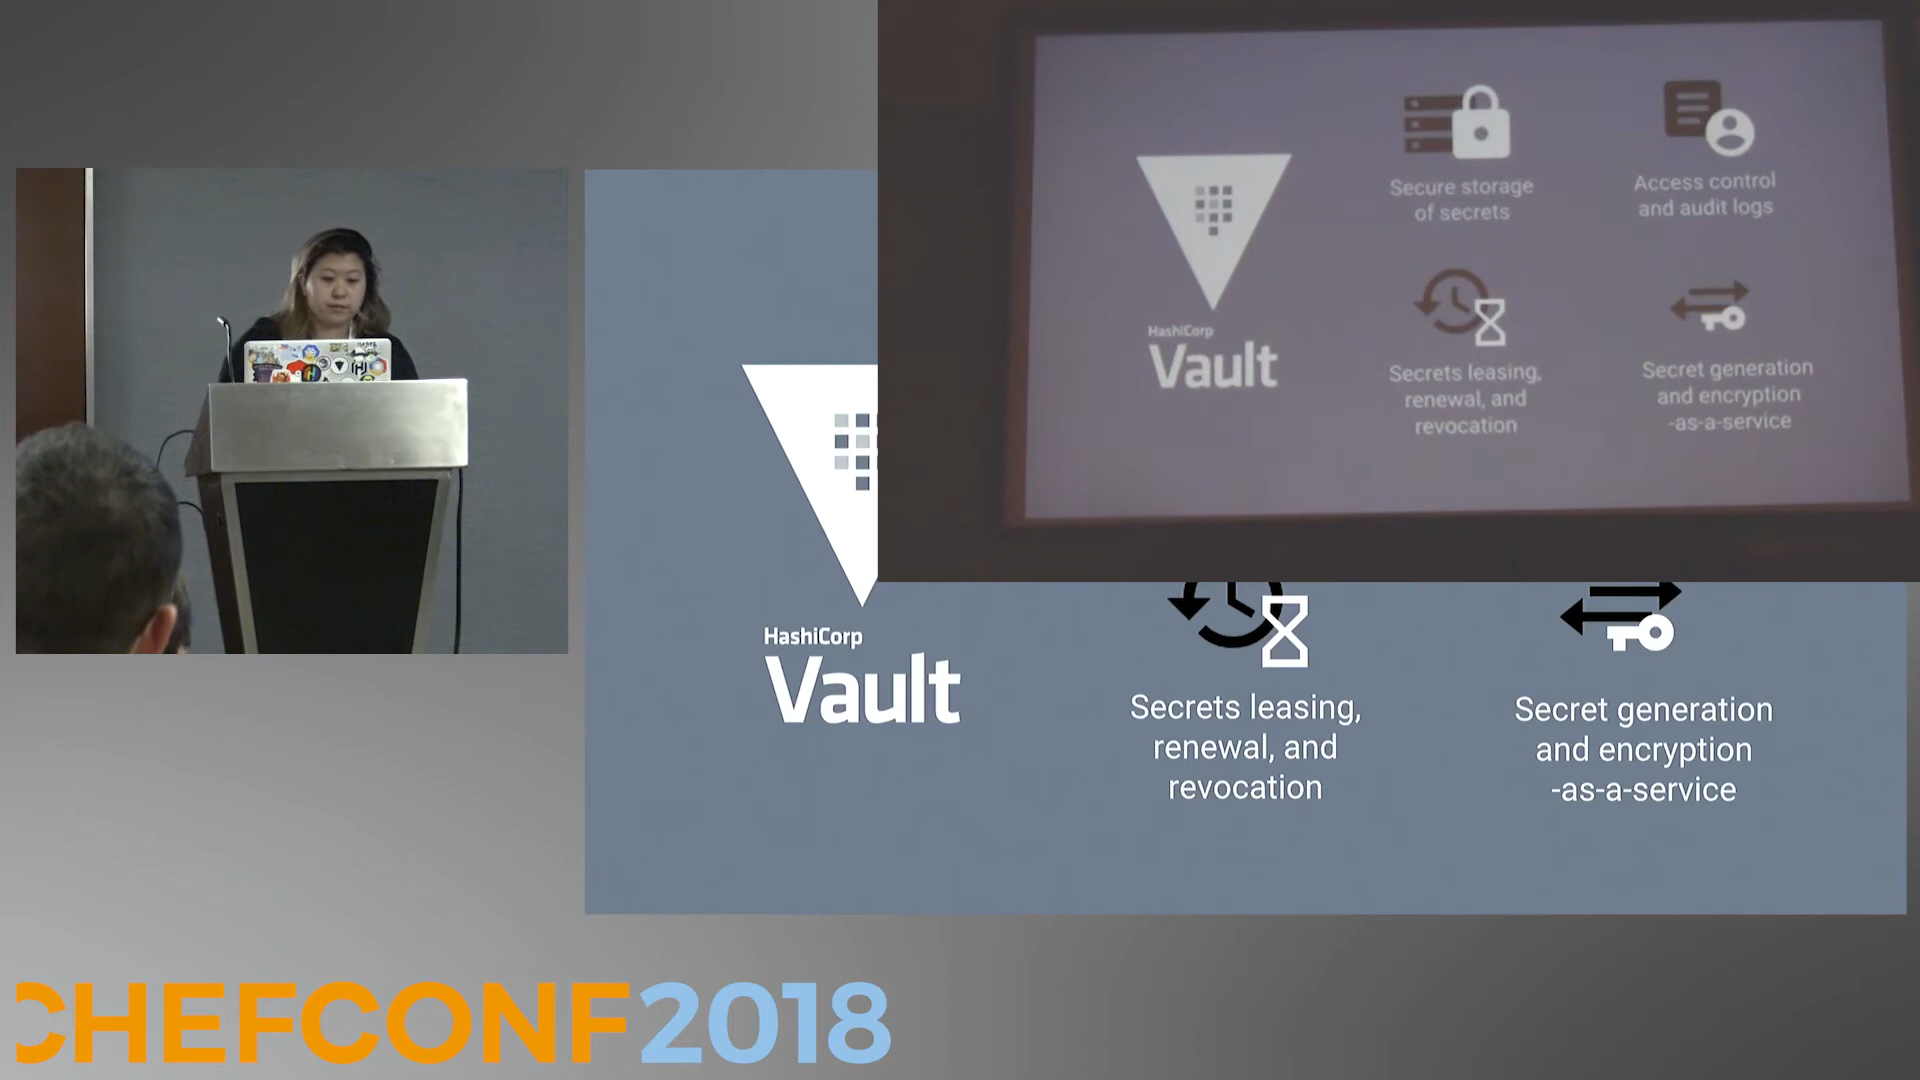 Secure storage
of secrets
Access control
and audit logs
HashiCorp
Vault
Secrets leasing,
renewal, and
revocation
Secret generation
and encryption
-as-a-service
HashiCorp
Vault
Secrets leasing,
renewal, and
revocation
Secret generation
and encryption
-as-a-service
CHEFCONF2018